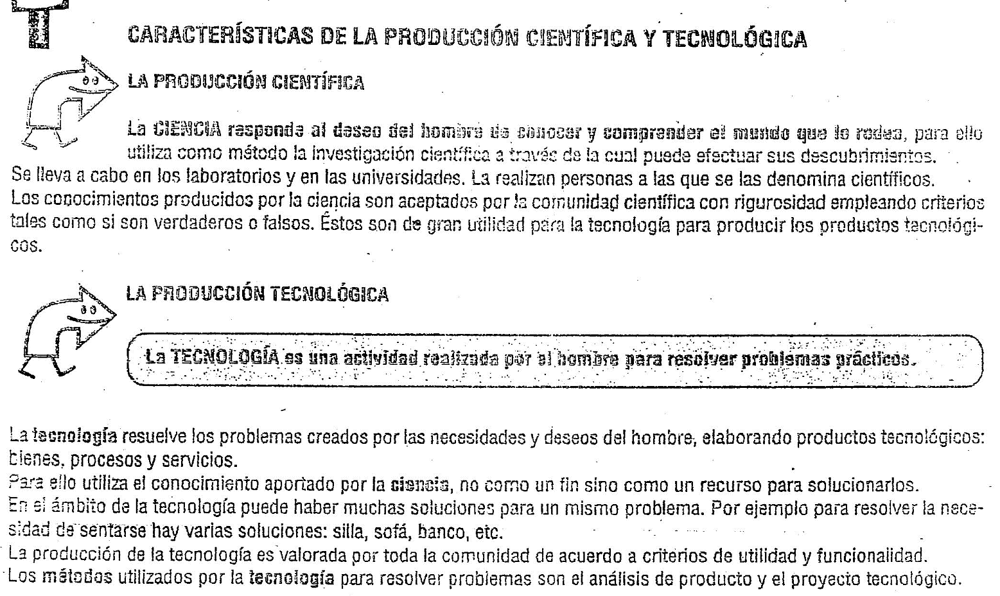 CARACTERÍSTICAS DE LA PRODUCCIÓN CIENTÍFICA Y TECNOLÓGICA
LA PRODUCCIÓN CIENTÍFICA
La CIENCIA responde al deseo del hombre de conocer y comprender el mundo que lo rodea, para ello
utiliza como método la investigación científica a través de la cual puede efectuar sus descubrimientos.
Se lleva a cabo en los laboratorios y en las universidades. La realizan personas a las que se las denomina científicos.
Los conocimientos producidos por la ciencia son aceptados por la comunidad científica con rigurosidad empleando criterios
tales como si son verdaderos o falsos. Éstos son de gran utilidad para la tecnología para producir los productos tecnológi-
cos.
LA PRODUCCIÓN TECNOLÓGICA
La TECNOLOGÍA es una actividad realizada por el hombre para resolver problemas prácticos.
La tecnología resuelve los problemas creados por las necesidades y deseos del hombre, elaborando productos tecnológicos:
bienes, procesos y servicios.
Para ello utiliza el conocimiento aportado por la ciencia, no como un fin sino como un recurso para solucionarlos.
En el ámbito de la tecnología puede haber muchas soluciones para un mismo problema. Por ejemplo para resolver la nece-
sidad de sentarse hay varias soluciones: silla, sofá, banco, etc.
La producción de la tecnología es valorada por toda la comunidad de acuerdo a criterios de utilidad y funcionalidad.
Los métodos utilizados por la tecnología para resolver problemas son el análisis de producto y el proyecto tecnológico.